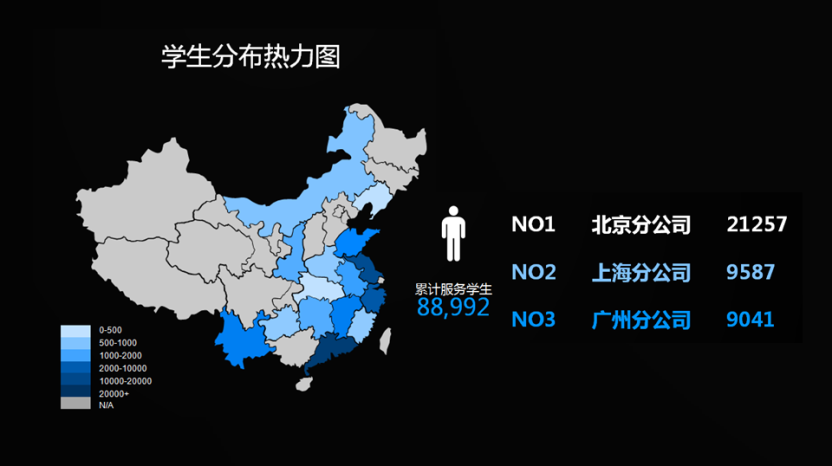 学生分布热力图
0-500
500-1000
1000-2000
2000-10000
10000-20000
20000+
N/A
累计服务学生
88,992
NO1 北京分公司 21257
NO2 上海分公司 9587
NO3 广州分公司 9041